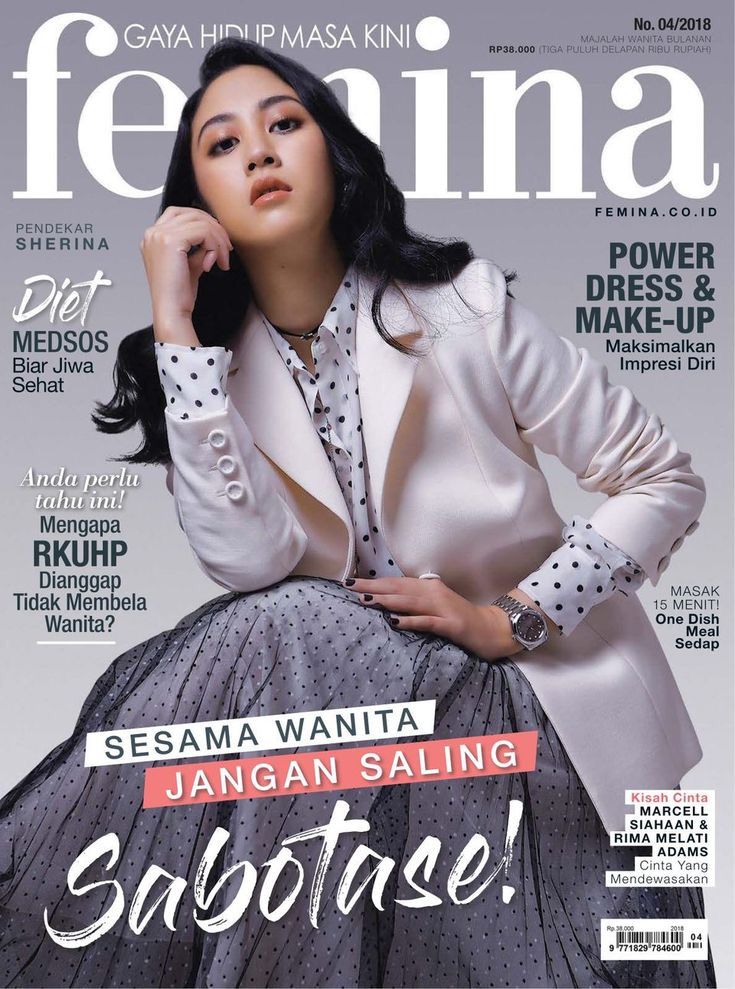 GAYA HIDUP MASA KINI
No. 04/2018
MAJALAH WANITA BULANAN
RP38.000 (TIGA PULUH DELAPAN RIBU RUPIAH)
femina
FEMINA.CO.ID
PENDEKAR
SHERINA
Diet
MEDSOS
Biar Jiwa
Sehat
POWER
DRESS &
MAKE-UP
Maksimalkan
Impresi Diri
Anda perlu
tahu ini!
Mengapa
RKUHP
Dianggap
Tidak Membela
Wanita?
MASAK
15 MENIT!
One Dish
Meal
Sedap
SESAMA WANITA
JANGAN SALING
Sabotase!
Kisah Cinta
MARCELL
SIAHAAN &
RIMA MELATI
ADAMS
Cinta Yang
Mendewasakan
Rp.38.000 2018
04
9 771829 784600